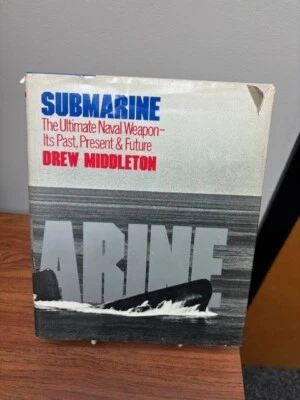 SUBMARINE
The Ultimate Naval Weapon—
Its Past, Present & Future
DREW MIDDLETON
ARINE